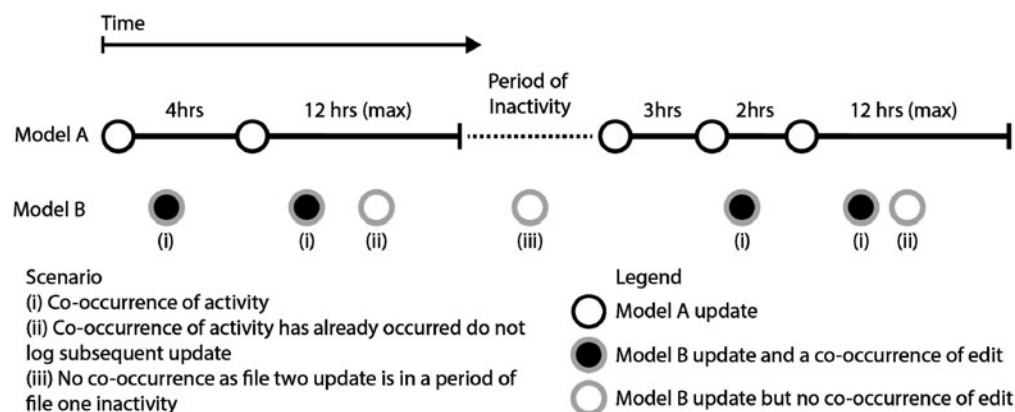 Time
Period of
Inactivity
4hrs
12 hrs (max)
3hrs
2hrs
12 hrs (max)
Model A
Model B
(i)
(i)
(ii)
(iii)
(i)
(i)
(ii)
Scenario
(i) Co-occurrence of activity
(ii) Co-occurrence of activity has already occurred do not
log subsequent update
(iii) No co-occurrence as file two update is in a period of
file one inactivity
Legend
Model A update
Model B update and a co-occurrence of edit
Model B update but no co-occurrence of edit